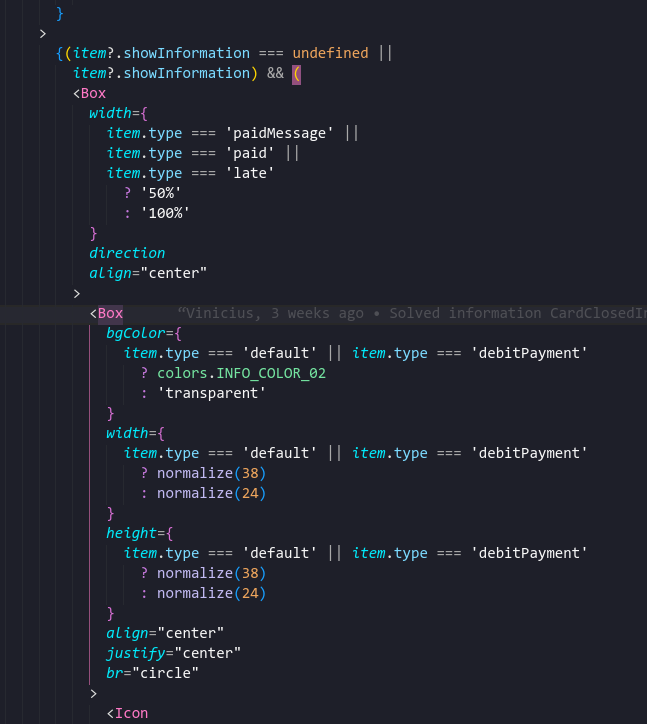 }
>
{(item?.showInformation === undefined ||
item?.showInformation) && (
<Box
width={
item.type === 'paidMessage' ||
item.type === 'paid' ||
item.type === 'late'
? '50%'
: '100%'
}
direction
align="center"
>
<Box “Vinicius, 3 weeks ago • Solved information CardClosedIn
bgColor={
item.type === 'default' || item.type === 'debitPayment'
? colors.INFO_COLOR_02
: 'transparent'
}
width={
item.type === 'default' || item.type === 'debitPayment'
? normalize(38)
: normalize(24)
}
height={
item.type === 'default' || item.type === 'debitPayment'
? normalize(38)
: normalize(24)
}
align="center"
justify="center"
br="circle"
>
<Icon